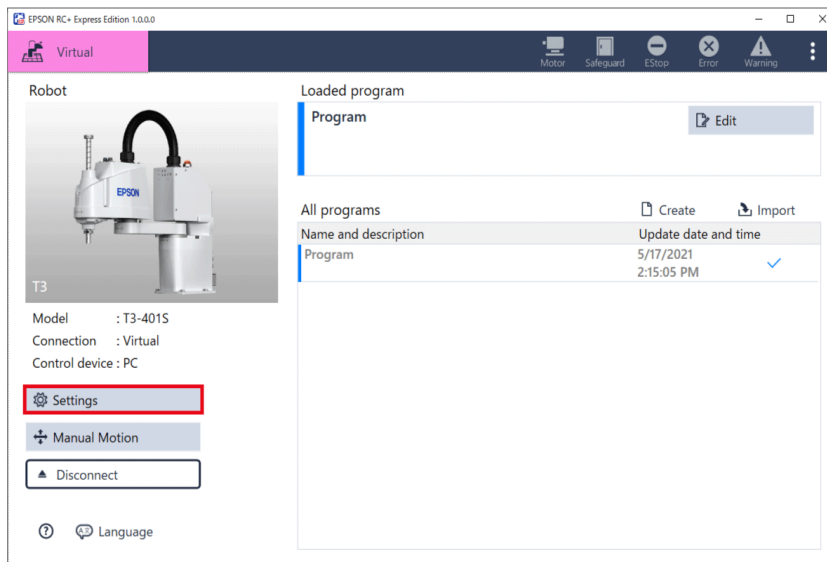 EPSON RC+ Express Edition 1.0.0.0
Virtual
Motor
Safeguard
EStop
Error
Warning
Robot
EPSON
T3
Model : T3-401S
Connection : Virtual
Control device : PC
Settings
Manual Motion
Disconnect
Language
Loaded program
Program
Edit
All programs
Create
Import
Name and description
Update date and time
Program
5/17/2021
2:15:05 PM